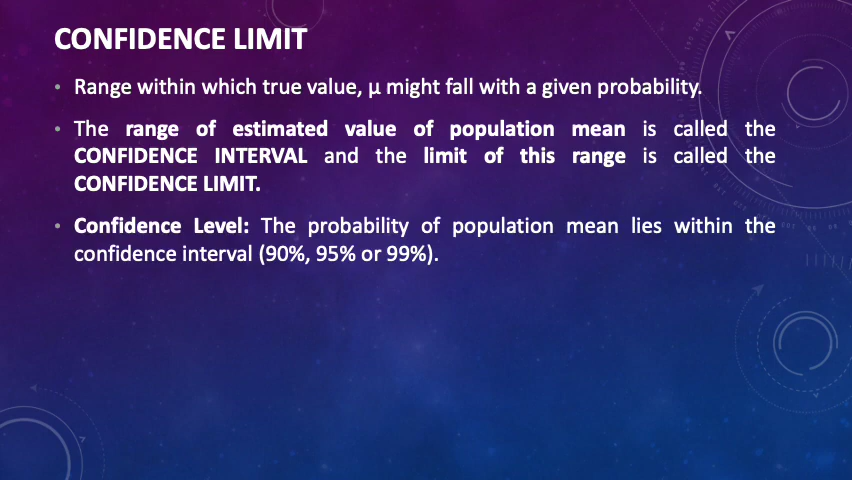 CONFIDENCE LIMIT
• Range within which true value, μ might fall with a given probability.
• The range of estimated value of population mean is called the
CONFIDENCE INTERVAL and the limit of this range is called the
CONFIDENCE LIMIT.
• Confidence Level: The probability of population mean lies within the
confidence interval (90%, 95% or 99%).